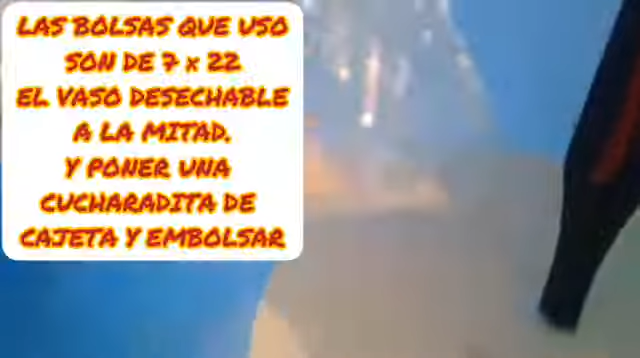 LAS BOLSAS QUE USO
SON DE 7 x 22
EL VASO DESECHABLE
A LA MITAD.
Y PONER UNA
CUCHARADITA DE
CAJETA Y EMBOLSAR